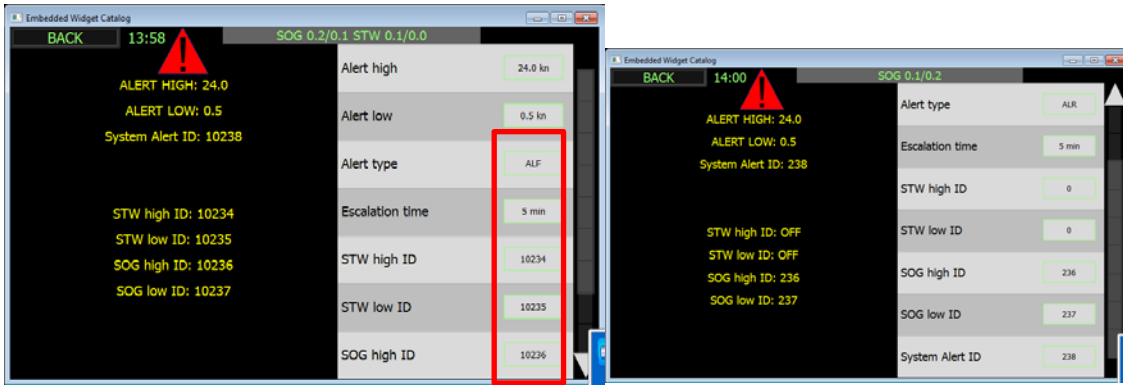 Embedded Widget Catalog
BACK 13:58 SOG 0.2/0.1 STW 0.1/0.0
ALERT HIGH: 24.0
ALERT LOW: 0.5
System Alert ID: 10238
STW high ID: 10234
STW low ID: 10235
SOG high ID: 10236
SOG low ID: 10237
Alert high 24.0 kn
Alert low 0.5 kn
Alert type ALF
Escalation time 5 min
STW high ID 10234
STW low ID 10235
SOG high ID 10236
Embedded Widget Catalog
BACK 14:00 SOG 0.1/0.2
ALERT HIGH: 24.0
ALERT LOW: 0.5
System Alert ID: 238
STW high ID: OFF
STW low ID: OFF
SOG high ID: 236
SOG low ID: 237
Alert type ALR
Escalation time 5 min
STW high ID 0
STW low ID 0
SOG high ID 236
SOG low ID 237
System Alert ID 238